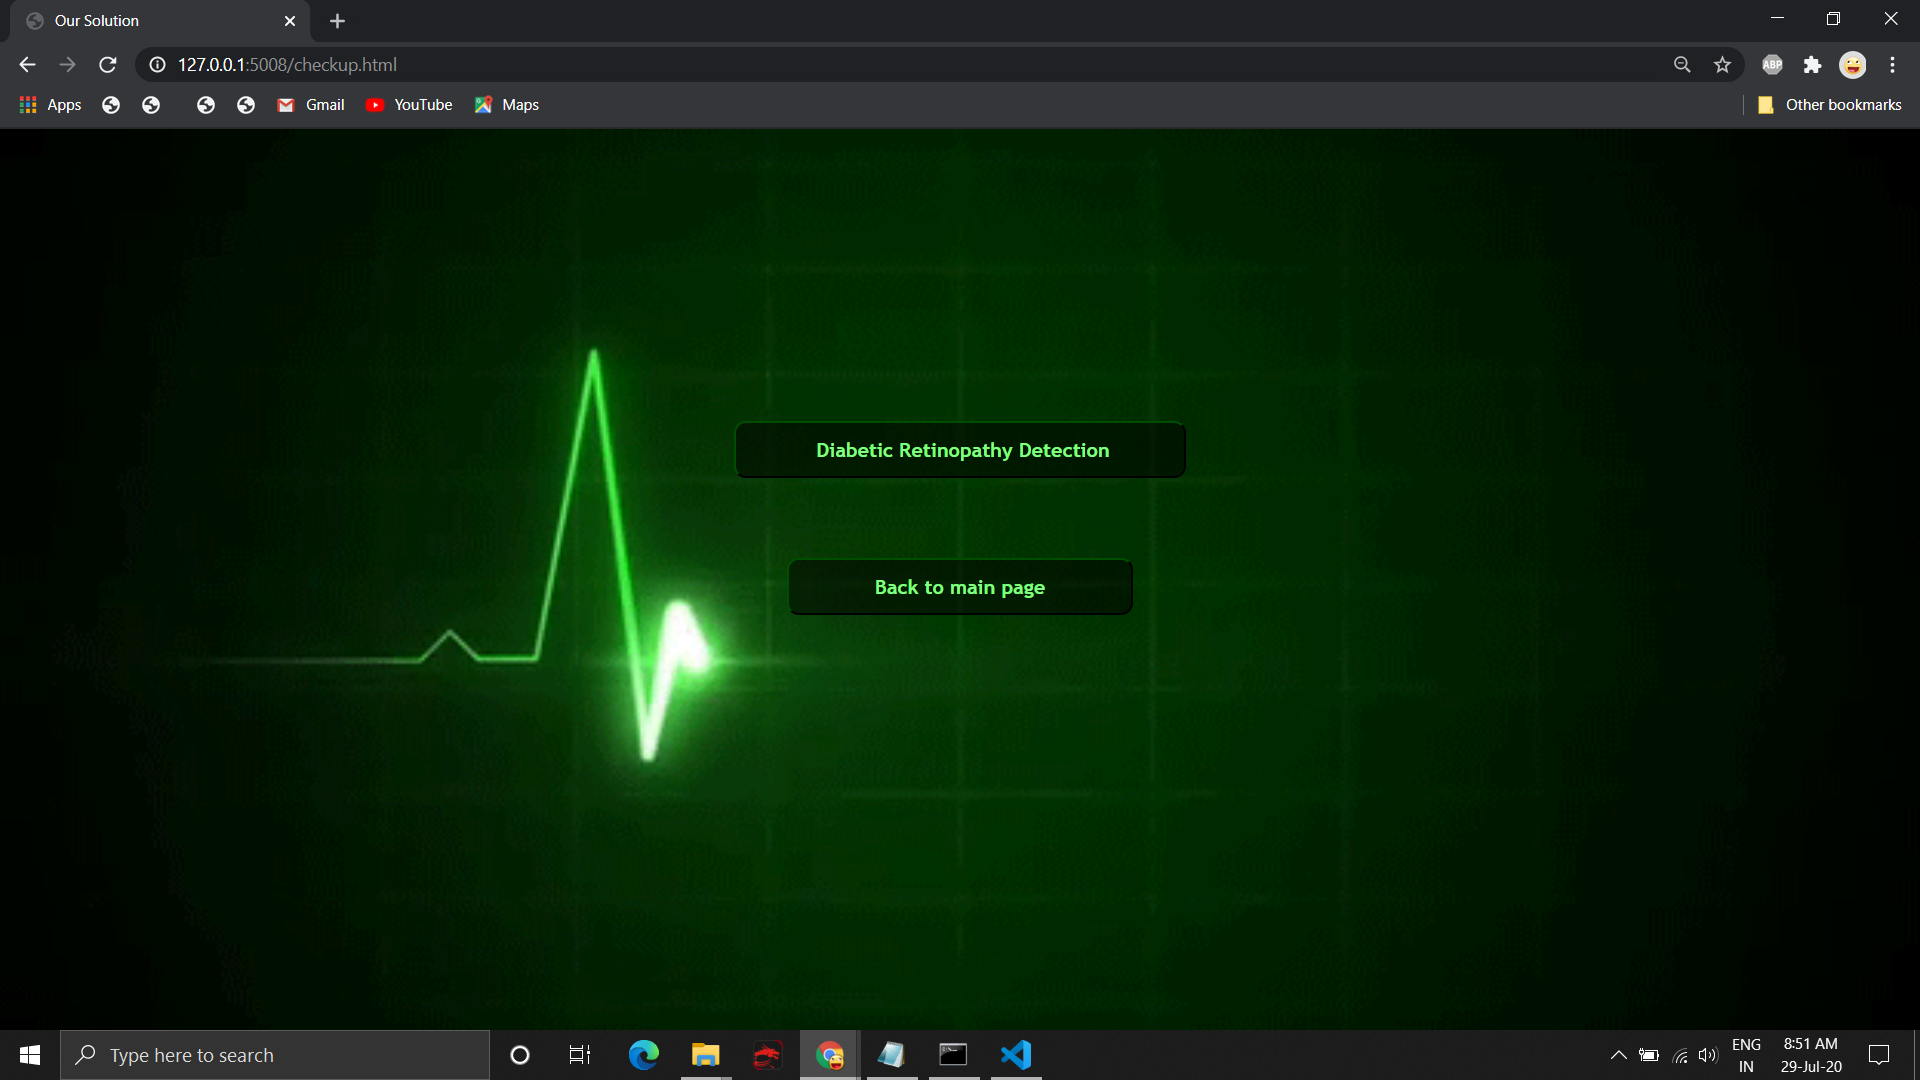 Our Solution
127.0.0.1:5008/checkup.html
ABP
Apps
Gmail
YouTube
Maps
Other bookmarks
Diabetic Retinopathy Detection
Back to main page
Type here to search
ENG
IN
8:51 AM
29-Jul-20